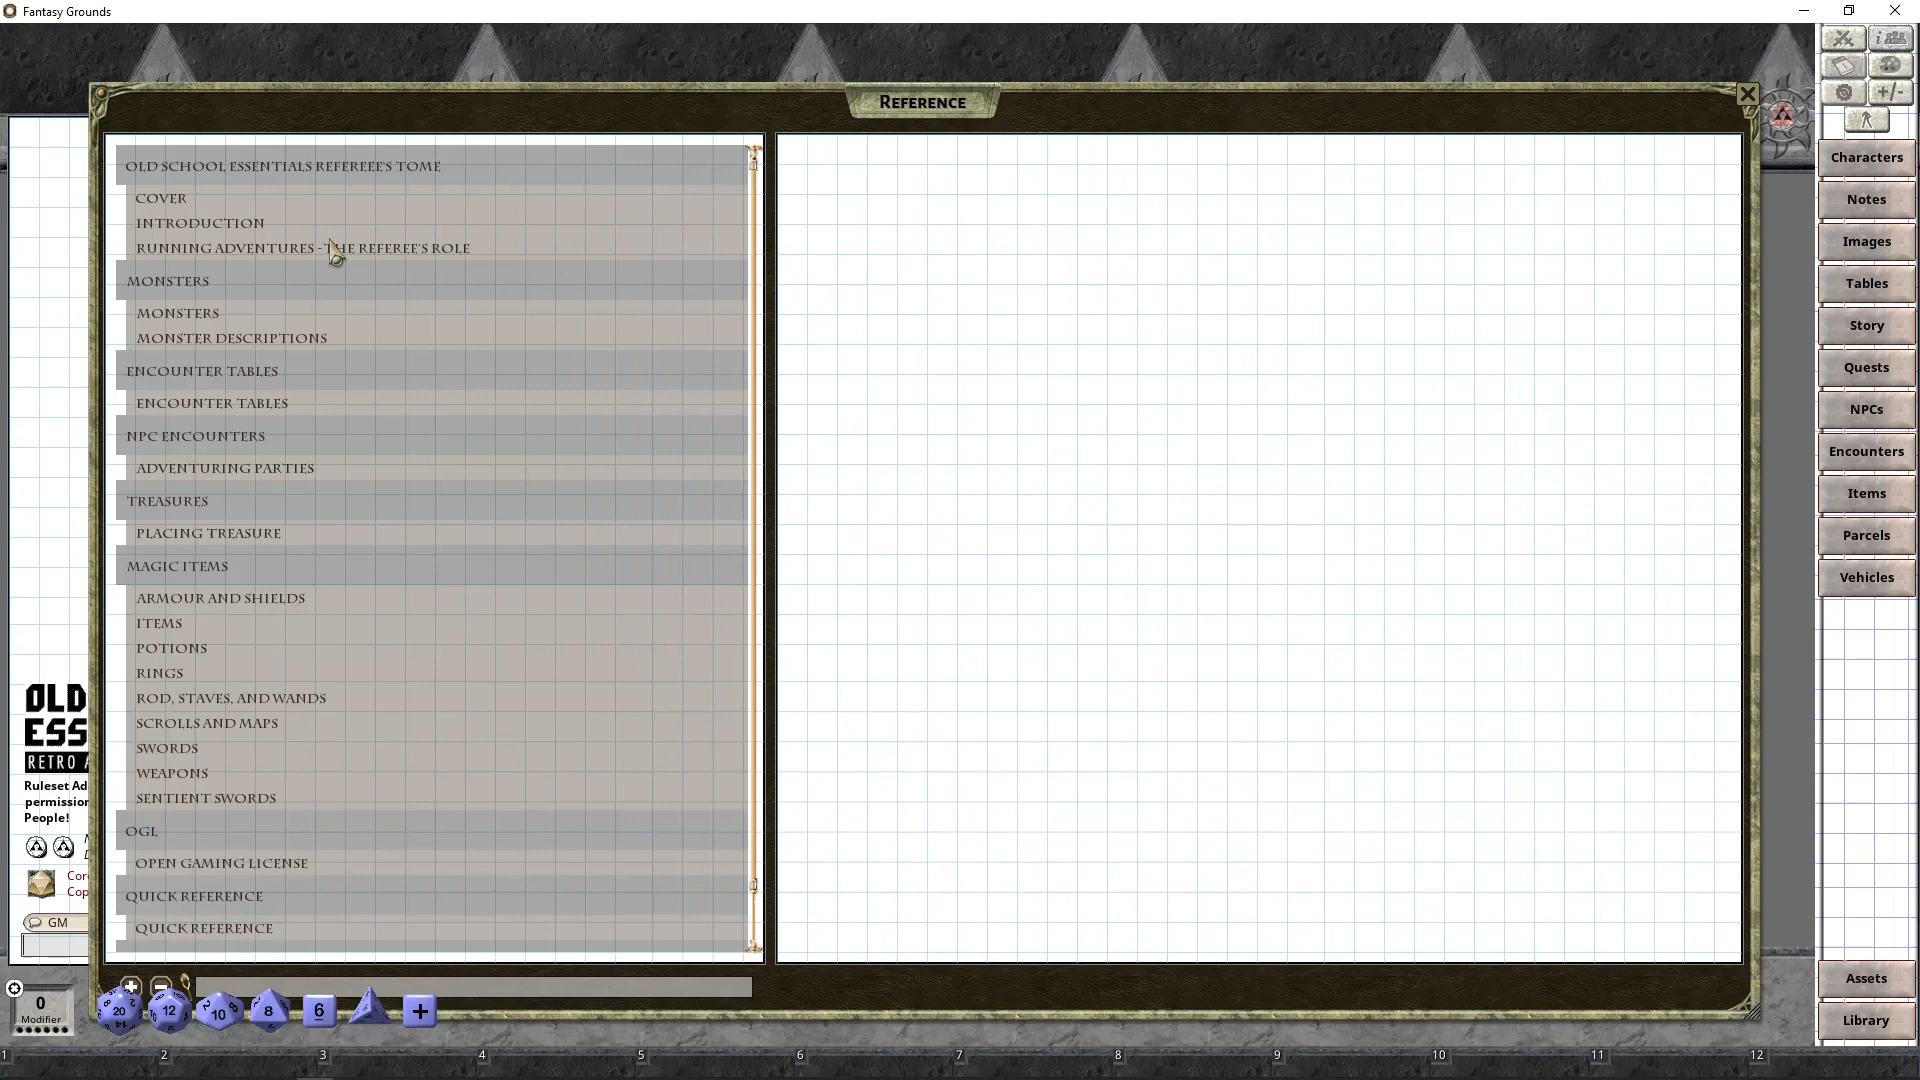 Fantasy Grounds
REFERENCE
OLD SCHOOL ESSENTIALS REFEREEE'S TOME
COVER
INTRODUCTION
RUNNING ADVENTURES - THE REFEREE'S ROLE
MONSTERS
MONSTERS
MONSTER DESCRIPTIONS
ENCOUNTER TABLES
ENCOUNTER TABLES
NPC ENCOUNTERS
ADVENTURING PARTIES
TREASURES
PLACING TREASURE
MAGIC ITEMS
ARMOUR AND SHIELDS
ITEMS
POTIONS
RINGS
ROD, STAVES, AND WANDS
SCROLLS AND MAPS
SWORDS
WEAPONS
SENTIENT SWORDS
OGL
OPEN GAMING LICENSE
QUICK REFERENCE
QUICK REFERENCE
OLD
ESS
RETRO A
Ruleset Ad
permission
People!
Cor
Cop
GM
0
Modifier
20
12
10
8
6
+
1 2 3 4 5 6 7 8 9 10 11 12
+/-
Characters
Notes
Images
Tables
Story
Quests
NPCs
Encounters
Items
Parcels
Vehicles
Assets
Library